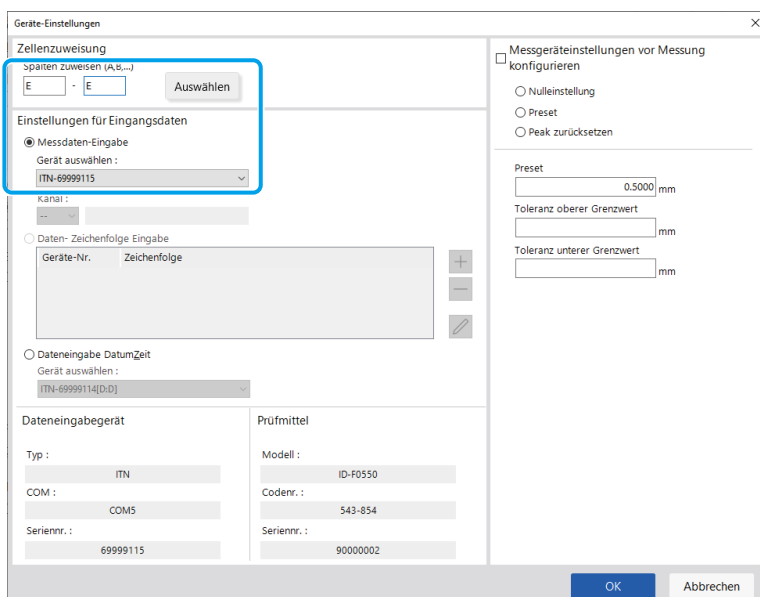 Geräte-Einstellungen
Zellenzuweisung
Spalten zuweisen (A,B,...)
E - E Auswählen
Einstellungen für Eingangsdaten
Messdaten-Eingabe
Gerät auswählen :
ITN-69999115
Kanal :
--
Daten- Zeichenfolge Eingabe
Geräte-Nr. Zeichenfolge
Dateneingabe DatumZeit
Gerät auswählen :
ITN-69999114[D:D]
Dateneingabegerät
Typ :
ITN
COM :
COM5
Seriennr. :
69999115
Prüfmittel
Modell :
ID-F0550
Codenr. :
543-854
Seriennr. :
90000002
Messgeräteinstellungen vor Messung
konfigurieren
Nulleinstellung
Preset
Peak zurücksetzen
Preset
0.5000 mm
Toleranz oberer Grenzwert
mm
Toleranz unterer Grenzwert
mm
OK Abbrechen